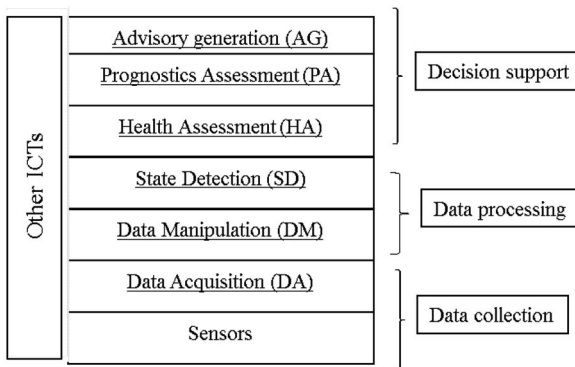 Other ICTs
Advisory generation (AG)
Prognostics Assessment (PA)
Health Assessment (HA)
State Detection (SD)
Data Manipulation (DM)
Data Acquisition (DA)
Sensors
Decision support
Data processing
Data collection